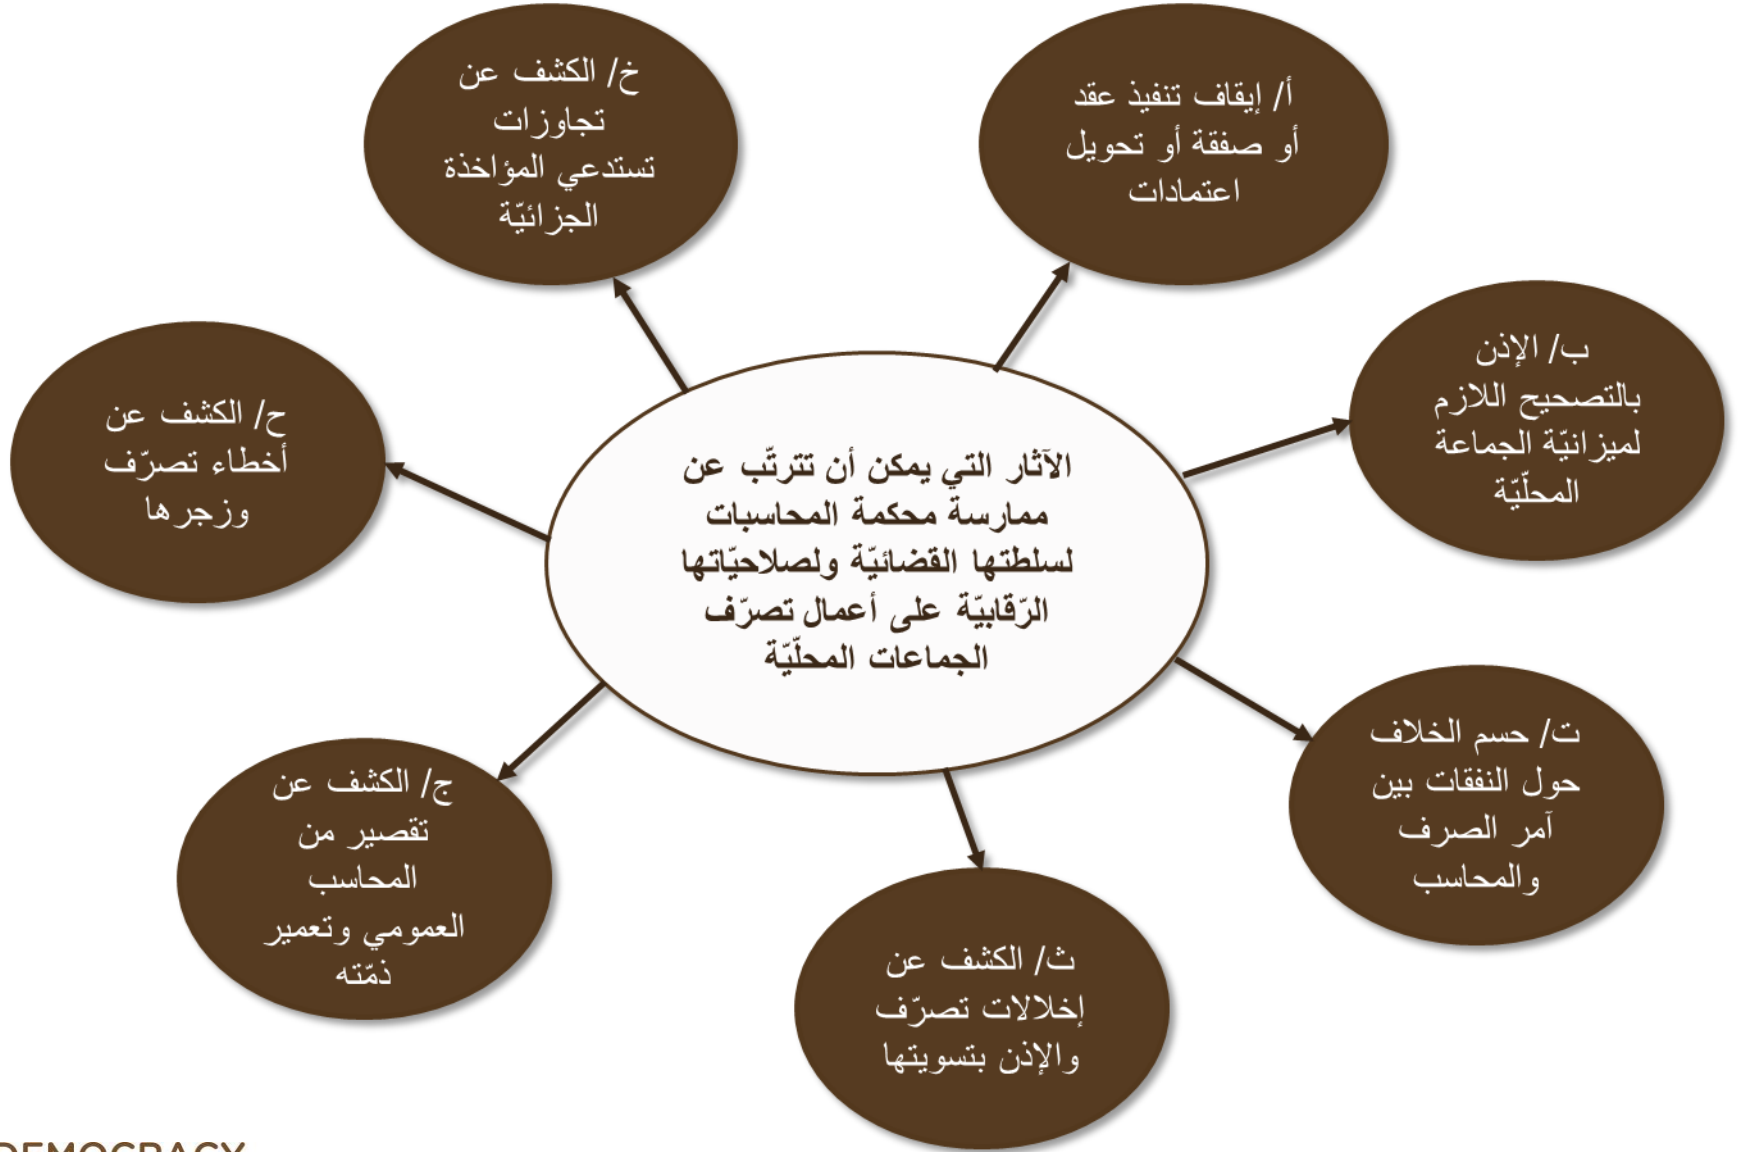 الآثار التي يمكن أن تترتّب عن
ممارسة محكمة المحاسبات
لسلطتها القضائيّة ولصلاحيّاتها
الرّقابيّة على أعمال تصرّف
الجماعات المحلّيّة
أ/ إيقاف تنفيذ عقد
أو صفقة أو تحويل
اعتمادات
ب/ الإذن
بالتصحيح اللازم
لميزانيّة الجماعة
المحلّيّة
ت/ حسم الخلاف
حول النفقات بين
آمر الصرف
والمحاسب
ث/ الكشف عن
إخلالات تصرّف
والإذن بتسويتها
ج/ الكشف عن
تقصير من
المحاسب
العمومي وتعمير
ذمّته
ح/ الكشف عن
أخطاء تصرّف
وزجرها
خ/ الكشف عن
تجاوزات
تستدعي المؤاخذة
الجزائيّة
DEMOCRACY